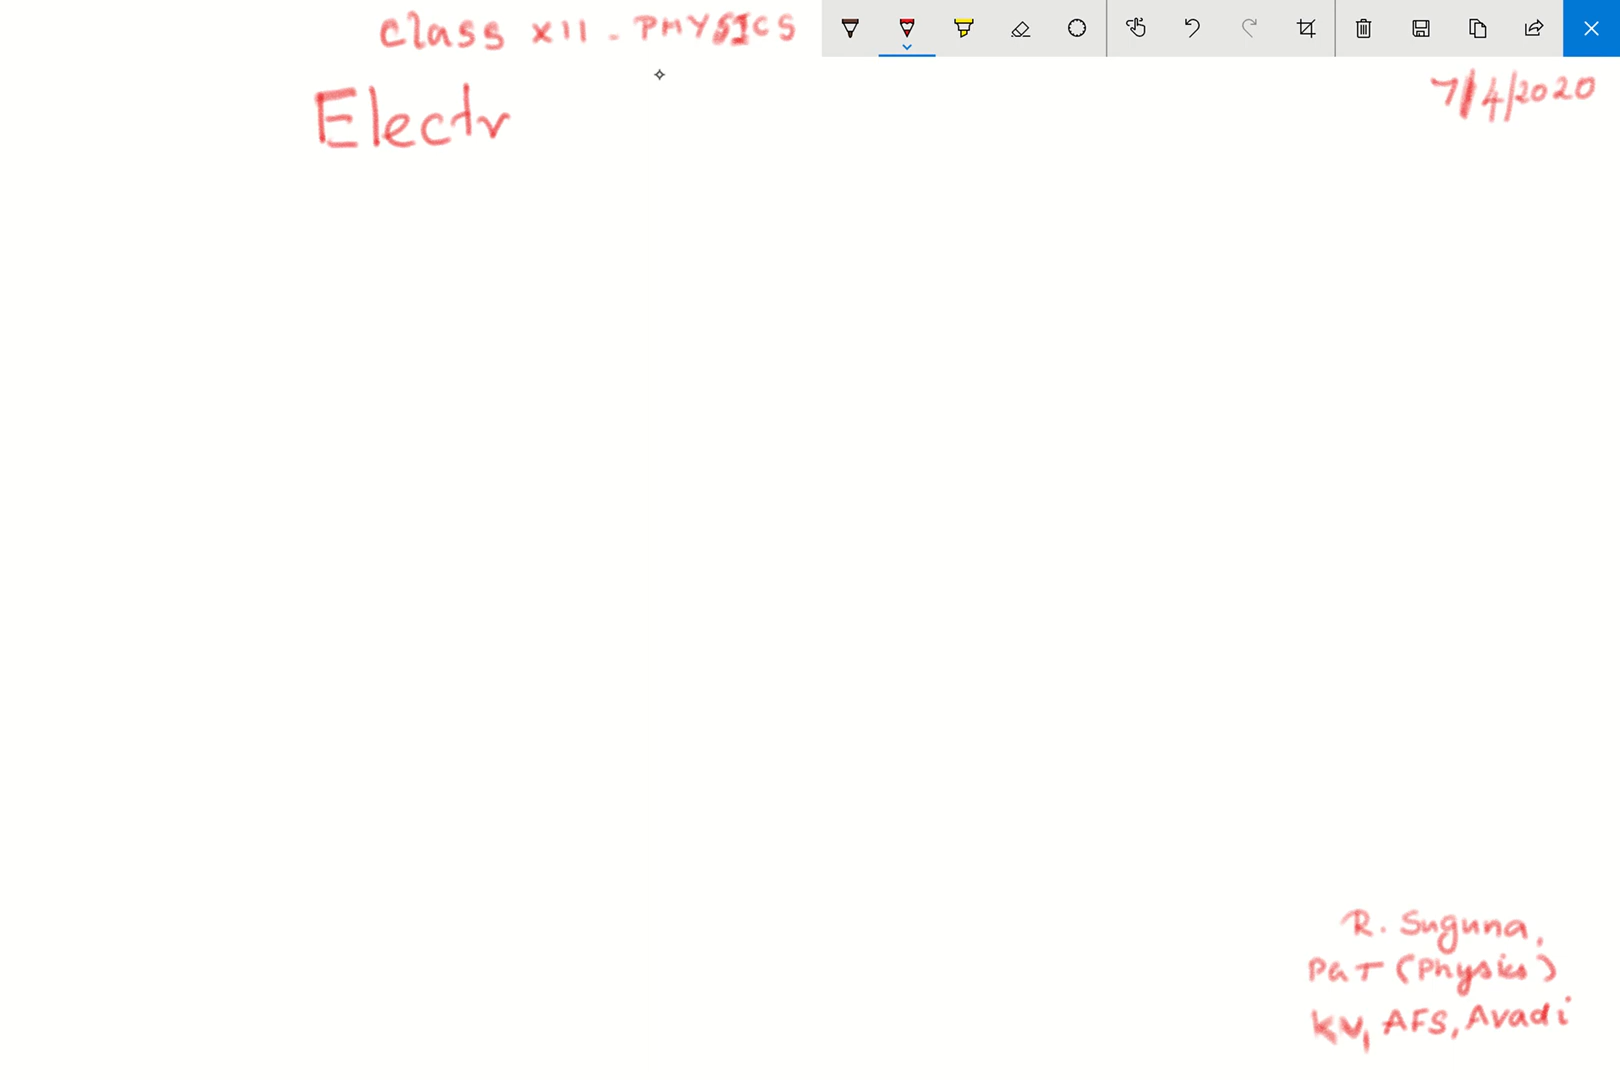 class XII - PHYSICS
7/4/2020
Electr
R. Suguna,
PGT (Physics)
KV, AFS, Avadi